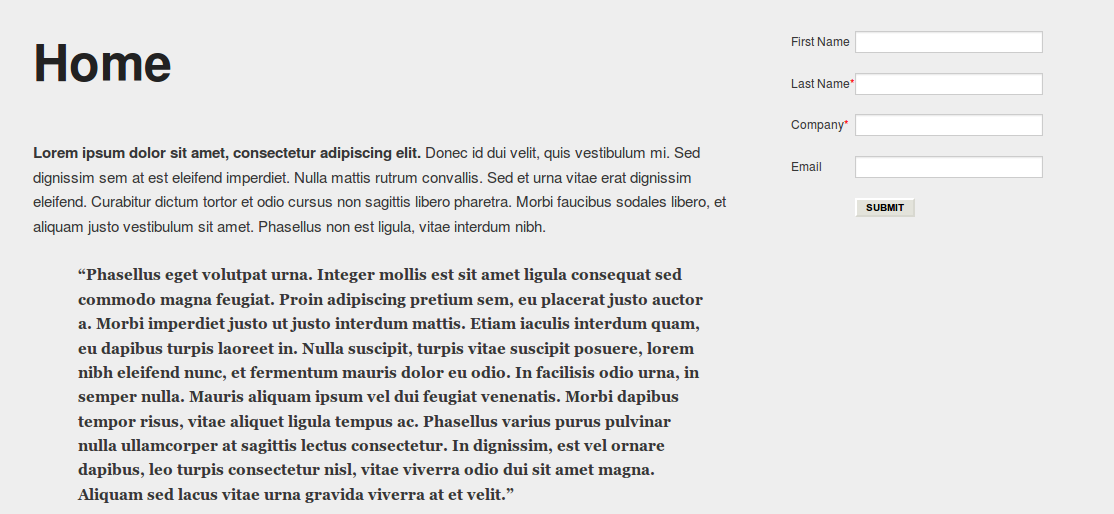 Home
Lorem ipsum dolor sit amet, consectetur adipiscing elit. Donec id dui velit, quis vestibulum mi. Sed
dignissim sem at est eleifend imperdiet. Nulla mattis rutrum convallis. Sed et urna vitae erat dignissim
eleifend. Curabitur dictum tortor et odio cursus non sagittis libero pharetra. Morbi faucibus sodales libero, et
aliquam justo vestibulum sit amet. Phasellus non est ligula, vitae interdum nibh.
“Phasellus eget volutpat urna. Integer mollis est sit amet ligula consequat sed
commodo magna feugiat. Proin adipiscing pretium sem, eu placerat justo auctor
a. Morbi imperdiet justo ut justo interdum mattis. Etiam iaculis interdum quam,
eu dapibus turpis laoreet in. Nulla suscipit, turpis vitae suscipit posuere, lorem
nibh eleifend nunc, et fermentum mauris dolor eu odio. In facilisis odio urna, in
semper nulla. Mauris aliquam ipsum vel dui feugiat venenatis. Morbi dapibus
tempor risus, vitae aliquet ligula tempus ac. Phasellus varius purus pulvinar
nulla ullamcorper at sagittis lectus consectetur. In dignissim, est vel ornare
dapibus, leo turpis consectetur nisl, vitae viverra odio dui sit amet magna.
Aliquam sed lacus vitae urna gravida viverra at et velit.”
First Name
Last Name*
Company*
Email
SUBMIT